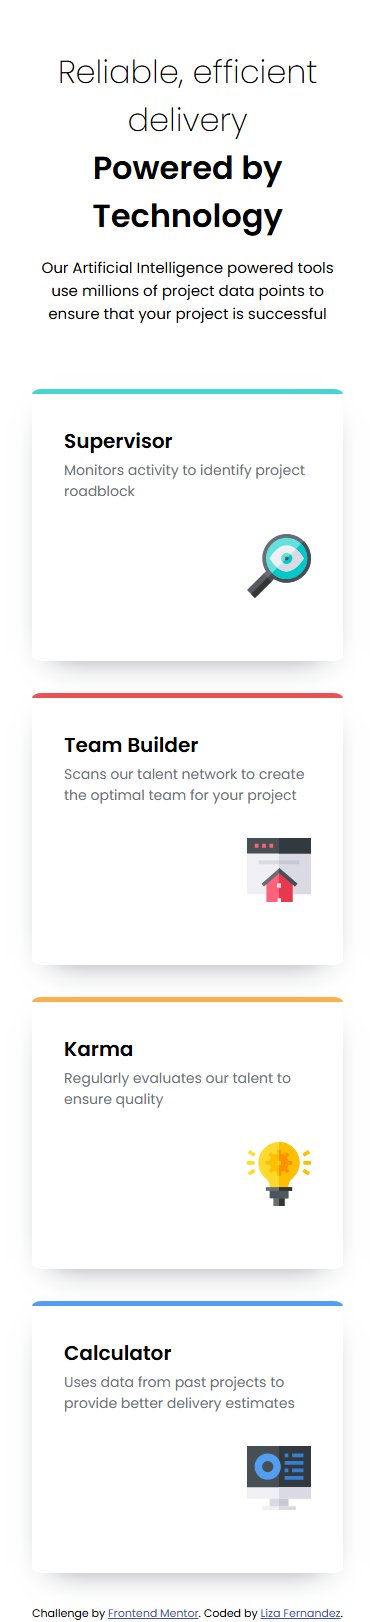 Reliable, efficient
delivery
Powered by
Technology
Our Artificial Intelligence powered tools
use millions of project data points to
ensure that your project is successful
Supervisor
Monitors activity to identify project
roadblock
Team Builder
Scans our talent network to create
the optimal team for your project
Karma
Regularly evaluates our talent to
ensure quality
Calculator
Uses data from past projects to
provide better delivery estimates
Challenge by Frontend Mentor. Coded by Liza Fernandez.